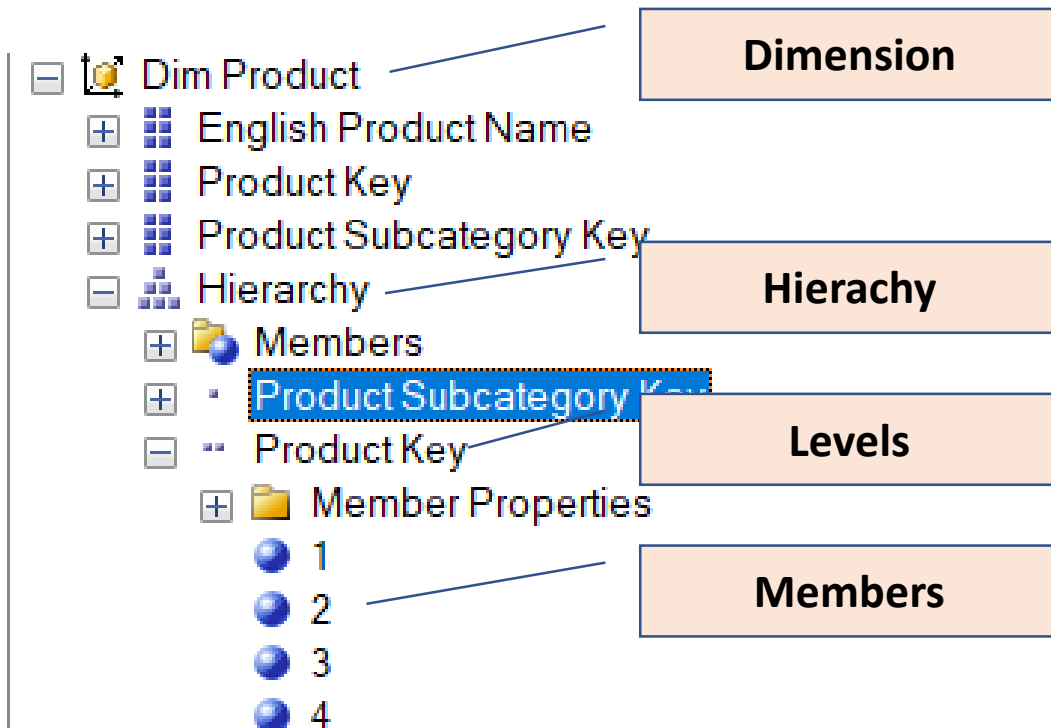 Dimension
Dim Product
English Product Name
Product Key
Product Subcategory Key
Hierachy
Hierarchy
Members
Product Subcategory Key
Levels
Product Key
Member Properties
1
Members
2
3
4